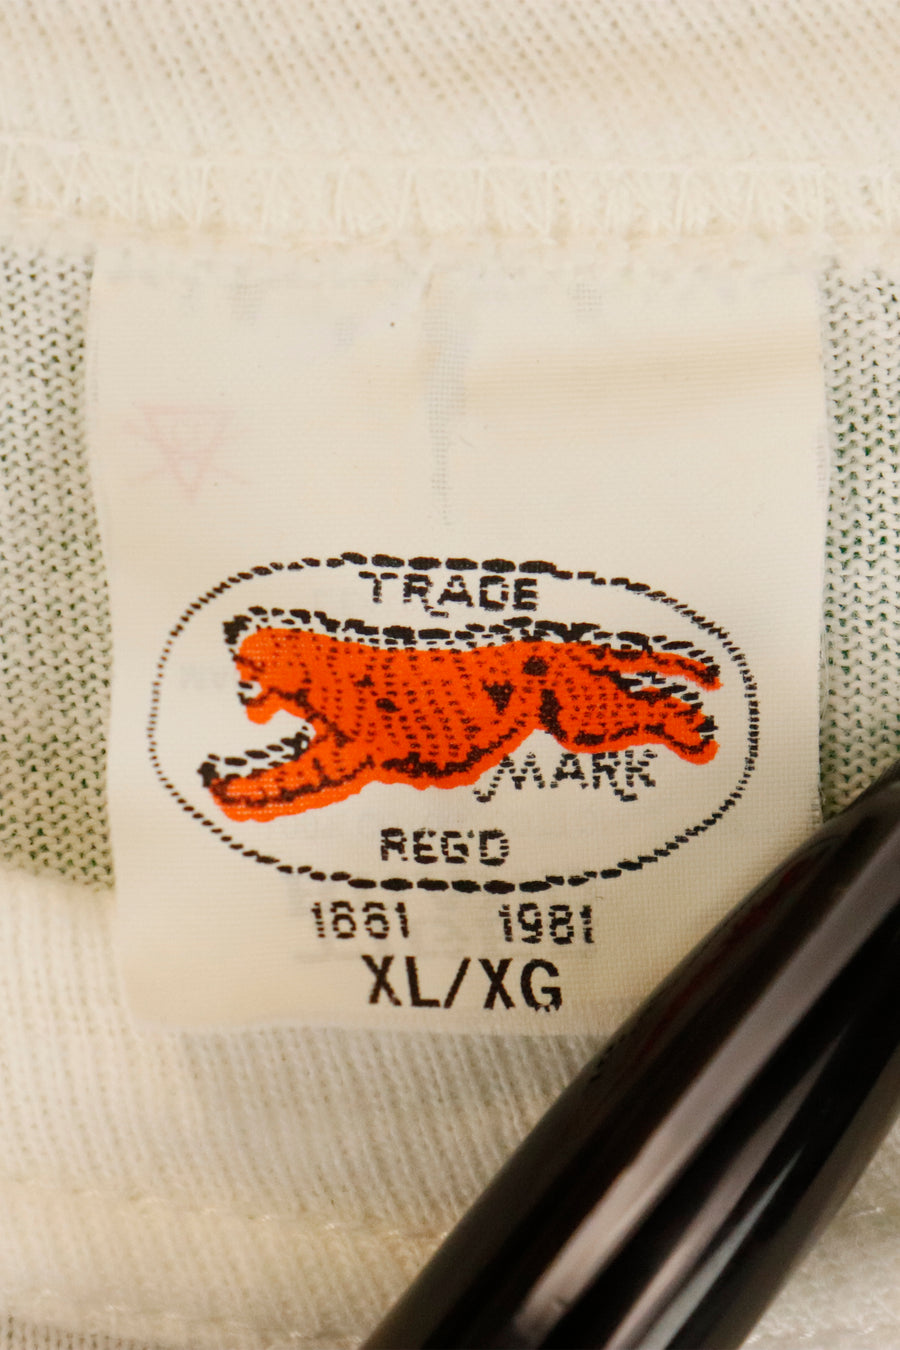 TRADE
MARK
REG'D
1881 1981
XL/XG